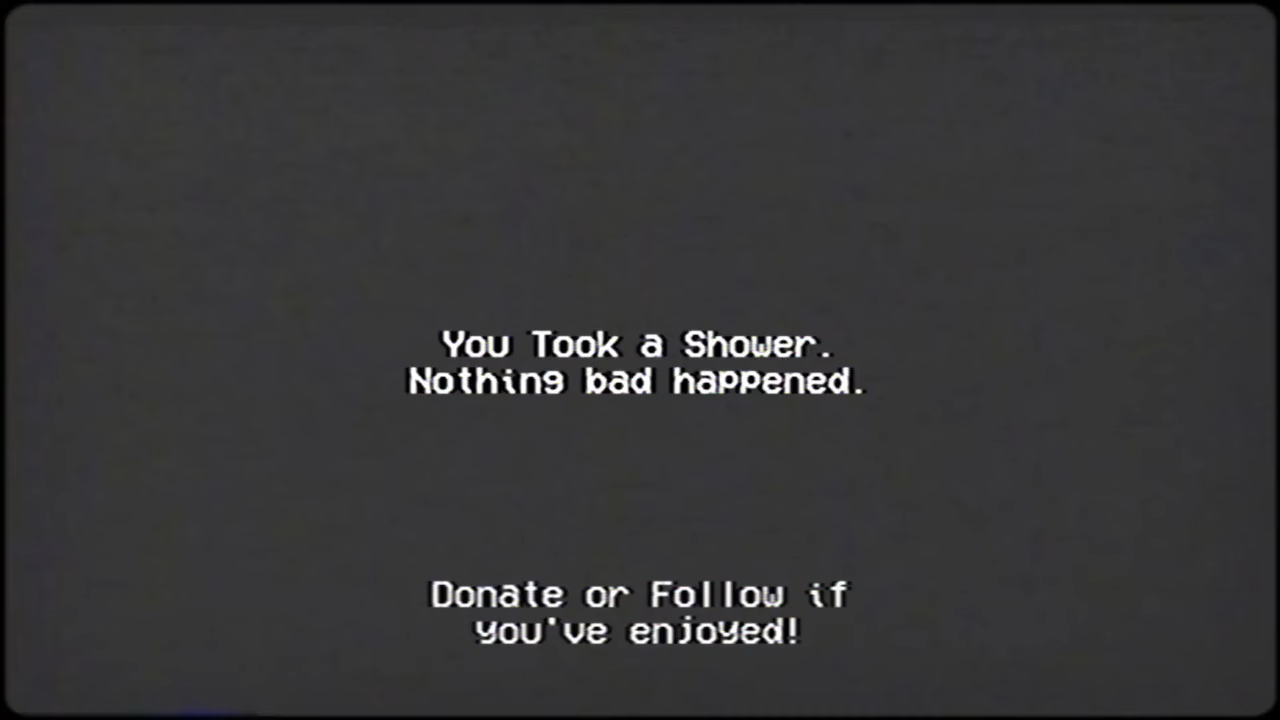 You Took a Shower.
Nothing bad happened.
Donate or Follow if
you've enjoyed!